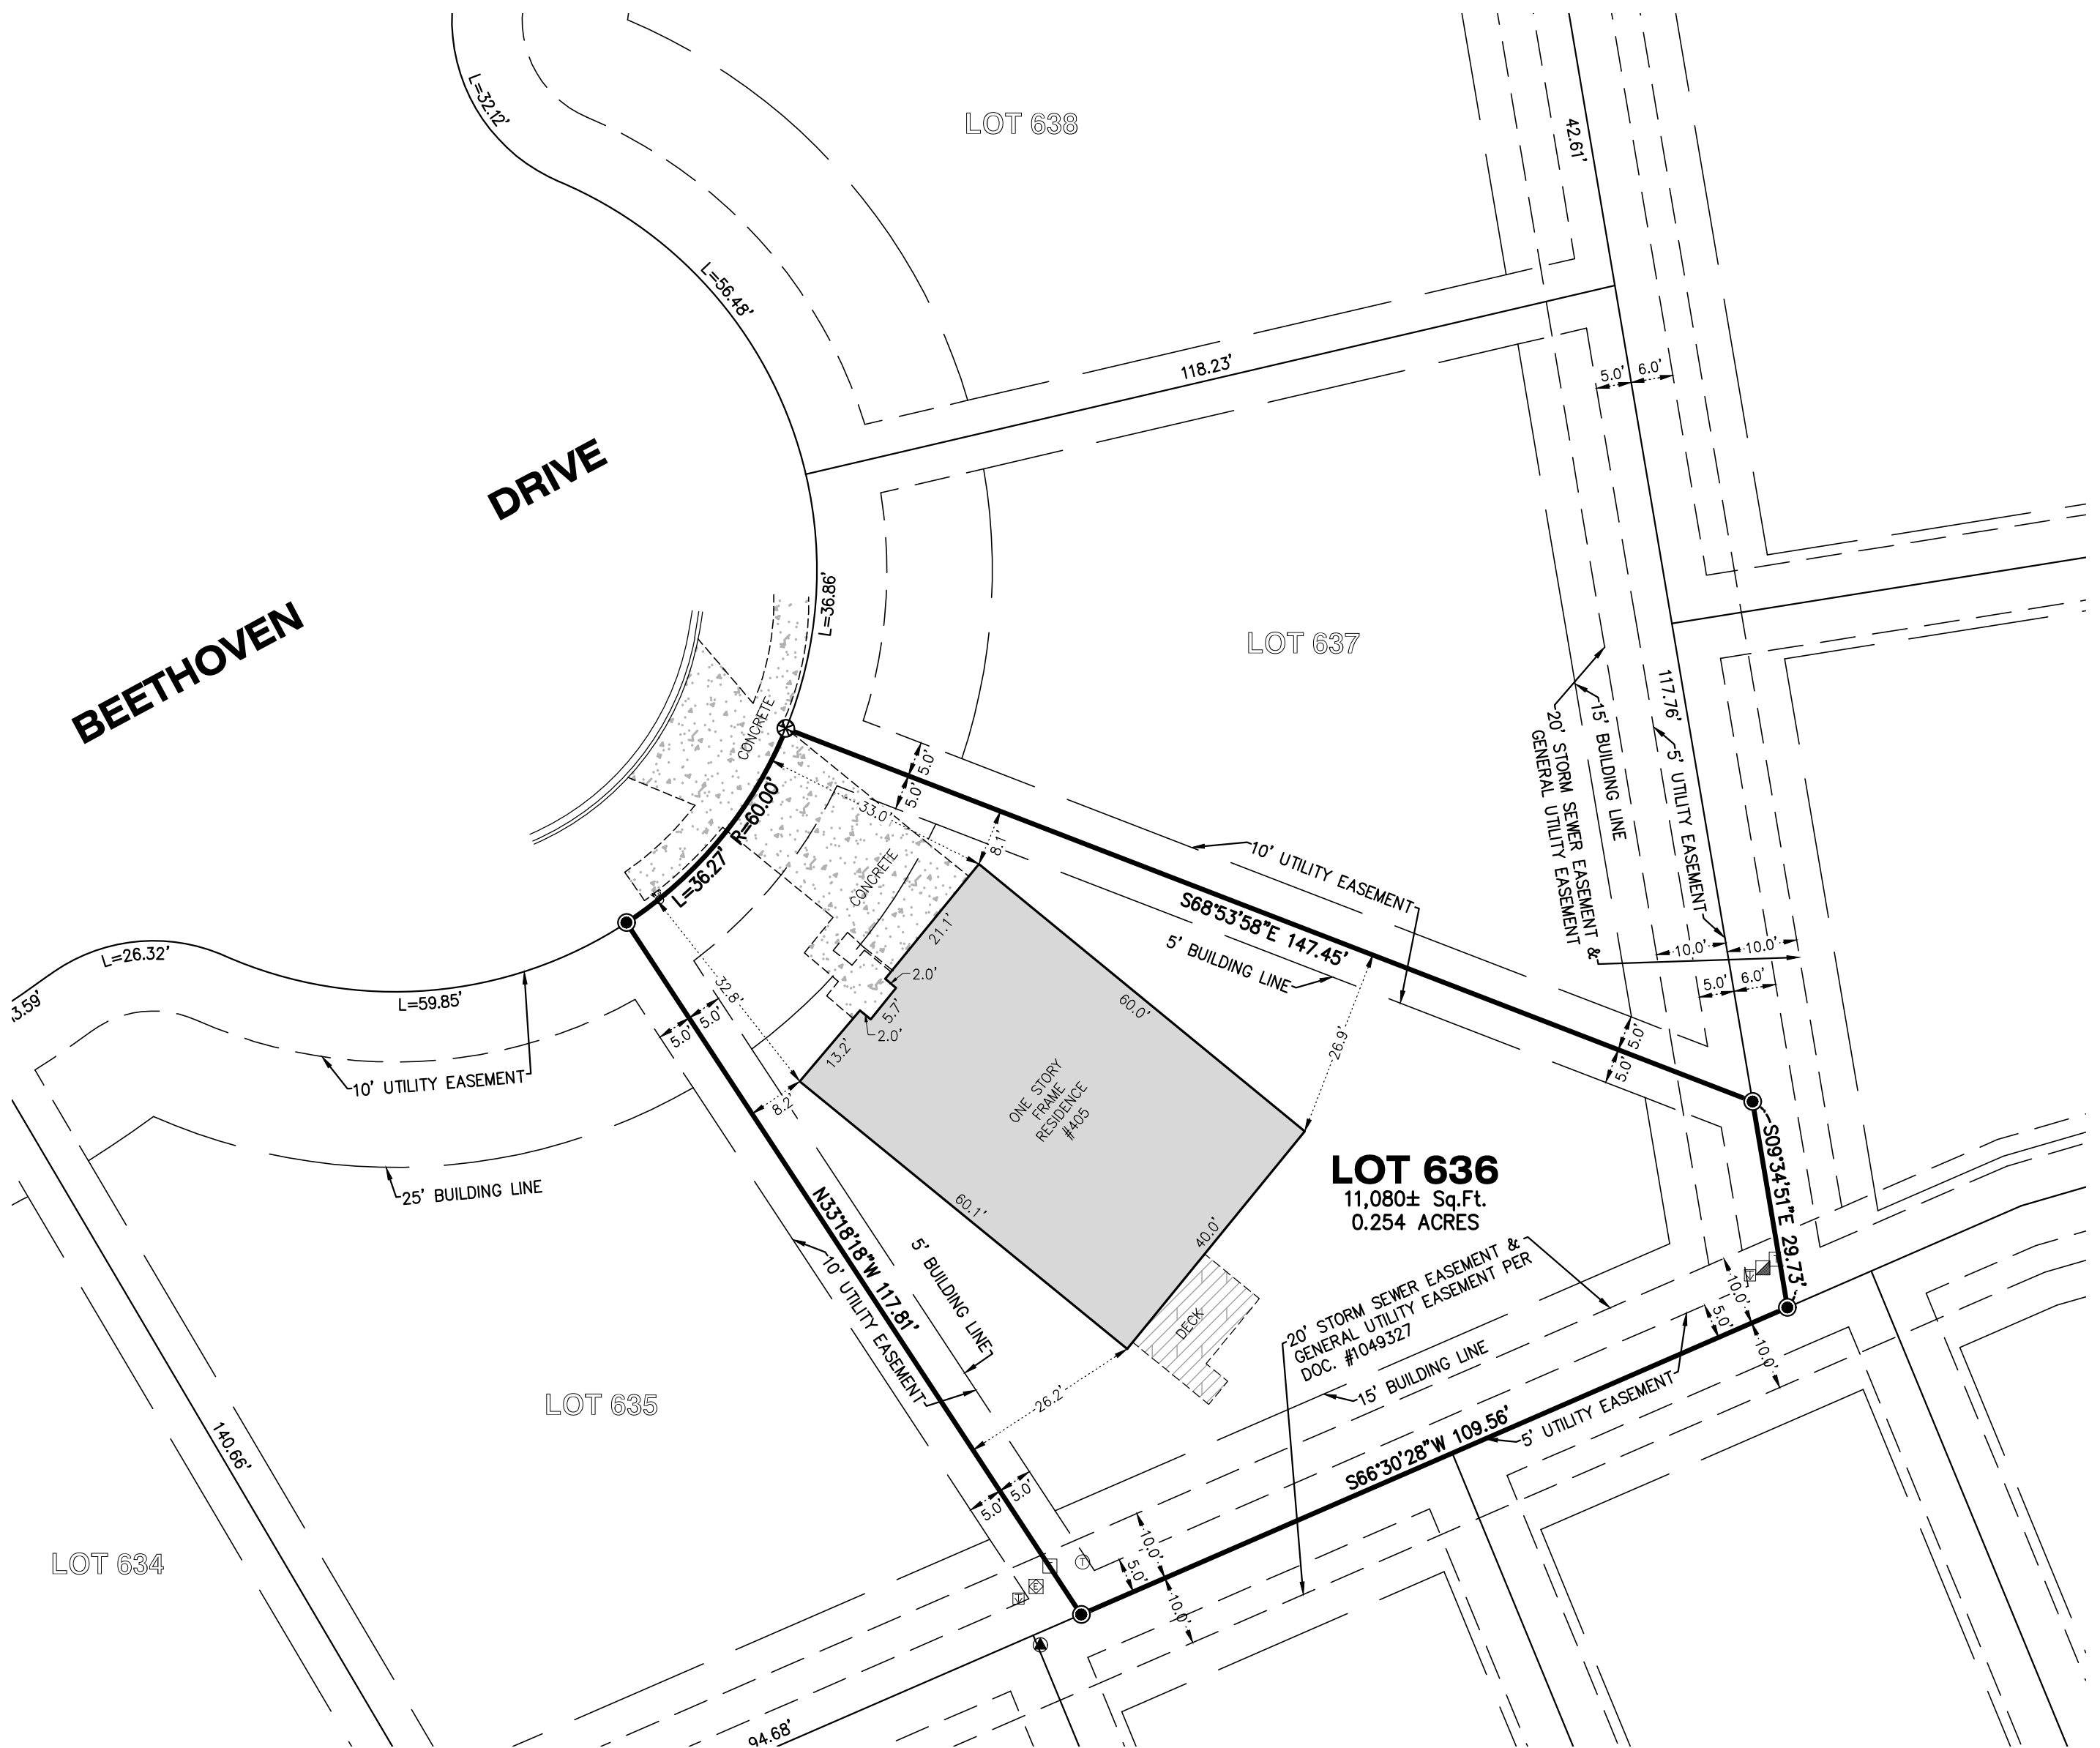 L=32.12'
LOT 638
42.61'
L=56.48'
118.23'
5.0'
6.0'
DRIVE
BEETHOVEN
L=36.86'
LOT 637
117.76'
20' STORM SEWER EASEMENT &
GENERAL UTILITY EASEMENT
15' BUILDING LINE
5' UTILITY EASEMENT
10.0'
10.0'
5.0'
6.0'
CONCRETE
R=60.00'
L=36.27'
33.0'
5.0'
5.0'
8.1'
CONCRETE
10' UTILITY EASEMENT
S68°53'58"E 147.45'
5' BUILDING LINE
21.1'
2.0'
5.7'
2.0'
13.2'
60.0'
26.9'
5.0'
5.0'
L=26.32'
3.59'
L=59.85'
32.8'
5.0'
5.0'
8.2'
10' UTILITY EASEMENT
25' BUILDING LINE
ONE STORY
FRAME
RESIDENCE
#405
LOT 636
11,080± Sq.Ft.
0.254 ACRES
S09°34'51"E 29.73'
60.1'
40.0'
N33°18'18"W 117.81'
10' UTILITY EASEMENT
5' BUILDING LINE
DECK
20' STORM SEWER EASEMENT &
GENERAL UTILITY EASEMENT PER
DOC. #1049327
15' BUILDING LINE
10.0'
5.0'
10.0'
5' UTILITY EASEMENT
S66°30'28"W 109.56'
26.2'
LOT 635
140.66'
5.0'
5.0'
10.0'
5.0'
10.0'
T
E
LOT 634
94.68'